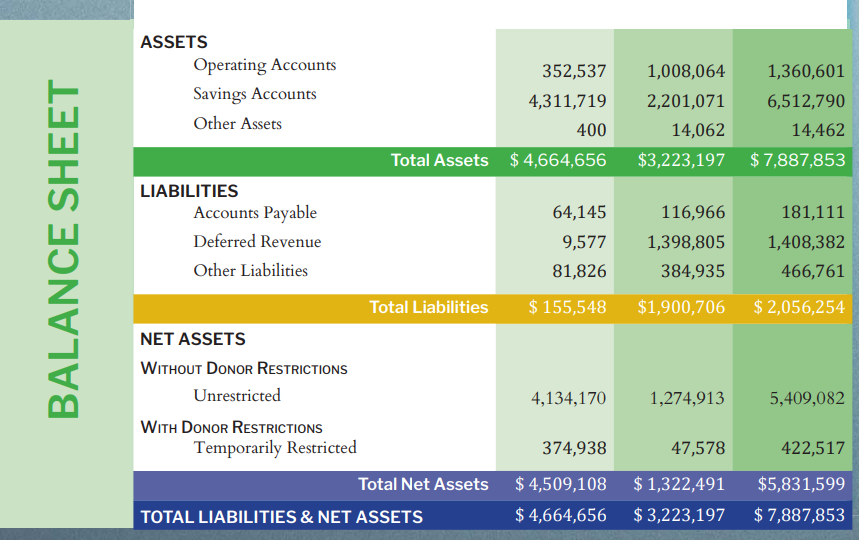 BALANCE SHEET
ASSETS
Operating Accounts 352,537 1,008,064 1,360,601
Savings Accounts 4,311,719 2,201,071 6,512,790
Other Assets 400 14,062 14,462
Total Assets $ 4,664,656 $3,223,197 $ 7,887,853
LIABILITIES
Accounts Payable 64,145 116,966 181,111
Deferred Revenue 9,577 1,398,805 1,408,382
Other Liabilities 81,826 384,935 466,761
Total Liabilities $ 155,548 $1,900,706 $ 2,056,254
NET ASSETS
WITHOUT DONOR RESTRICTIONS
Unrestricted 4,134,170 1,274,913 5,409,082
WITH DONOR RESTRICTIONS
Temporarily Restricted 374,938 47,578 422,517
Total Net Assets $ 4,509,108 $ 1,322,491 $5,831,599
TOTAL LIABILITIES & NET ASSETS $ 4,664,656 $ 3,223,197 $ 7,887,853